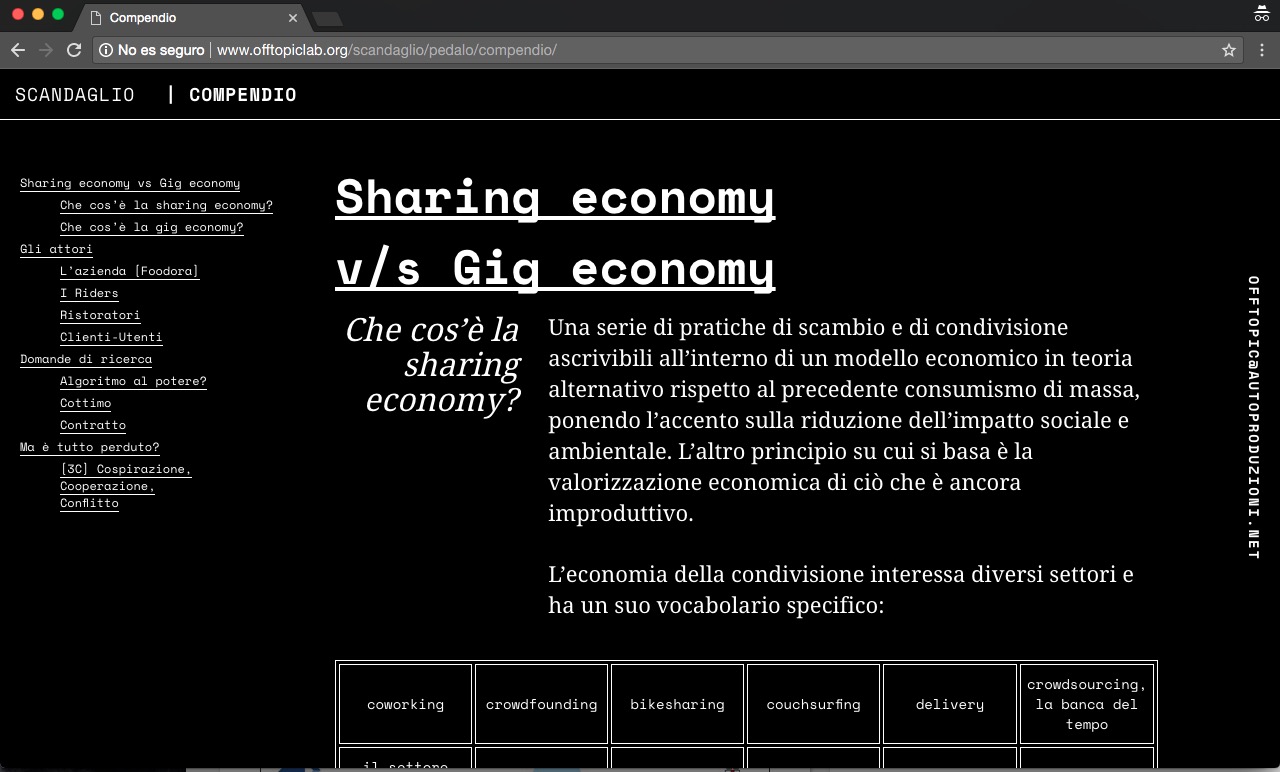 Compendio
No es seguro | www.offtopiclab.org/scandaglio/pedalo/compendio/
SCANDAGLIO | COMPENDIO
Sharing economy vs Gig economy
Che cos'è la sharing economy?
Che cos'è la gig economy?
Gli attori
L'azienda [Foodora]
I Riders
Ristoratori
Clienti-Utenti
Domande di ricerca
Algoritmo al potere?
Cottimo
Contratto
Ma è tutto perduto?
[3C] Cospirazione,
Cooperazione,
Conflitto
Sharing economy
v/s Gig economy
Che cos’è la
sharing
economy?
Una serie di pratiche di scambio e di condivisione
ascrivibili all’interno di un modello economico in teoria
alternativo rispetto al precedente consumismo di massa,
ponendo l’accento sulla riduzione dell’impatto sociale e
ambientale. L’altro principio su cui si basa è la
valorizzazione economica di ciò che è ancora
improduttivo.
L’economia della condivisione interessa diversi settori e
ha un suo vocabolario specifico:
coworking
crowdfounding
bikesharing
couchsurfing
delivery
crowdsourcing,
la banca del
tempo
il settore
OFFTOPIC@AUTOPRODUZIONI.NET